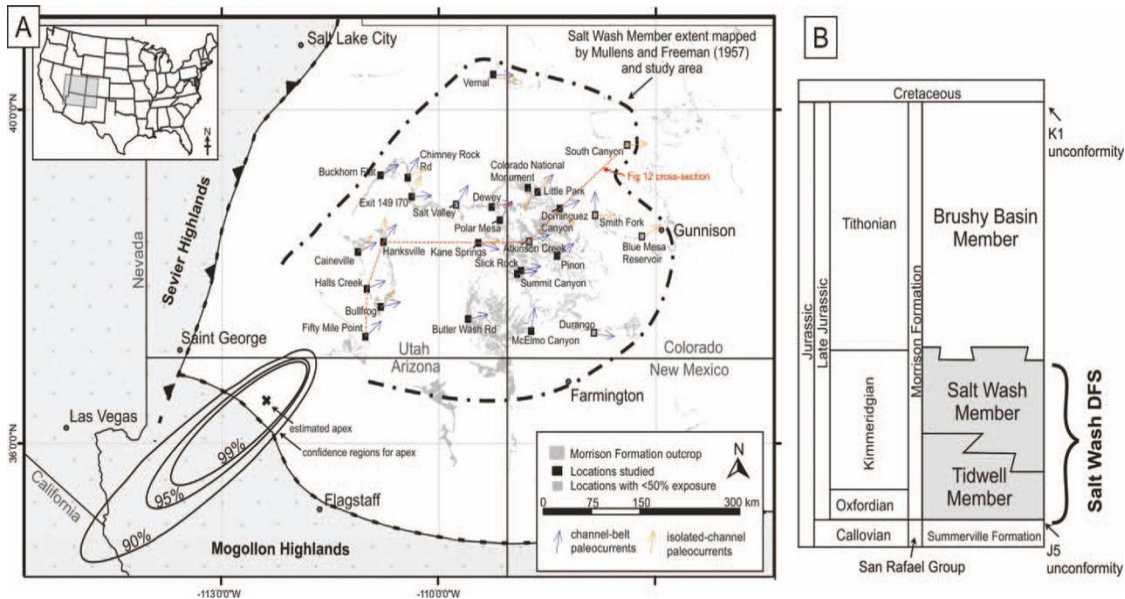 A
Salt Lake City
N
Salt Wash Member extent mapped
by Mullens and Freeman (1957)
and study area
Vernal
40°0'N
South Canyon
Chimney Rock
Rd
Buckhorn Flat
Colorado National
Monument
Fig 12 cross-section
Exit 149 I70
Salt Valley
Dewey
Little Park
Polar Mesa
Dominguez
Canyon
Smith Fork
Gunnison
Nevada
Sevier Highlands
Hanksville
Kane Springs
Atkinson Creek
Blue Mesa
Reservoir
Caineville
Slick Rock
Pinon
Halls Creek
Summit Canyon
Bullfrog
Fifty Mile Point
Butler Wash Rd
McElmo Canyon
Durango
Saint George
Utah
Arizona
Colorado
New Mexico
Farmington
Las Vegas
estimated apex
confidence regions for apex
36°0'N
99%
95%
90%
California
Flagstaff
Mogollon Highlands
Morrison Formation outcrop
Locations studied
Locations with <50% exposure
N
0 75 150 300 km
channel-belt
paleocurrents
isolated-channel
paleocurrents
-113°0'0"W
-110°0'0"W
B
Cretaceous
K1
unconformity
Jurassic
Late Jurassic
Tithonian
Morrison Formation
Brushy Basin
Member
Kimmeridgian
Salt Wash
Member
Tidwell
Member
Salt Wash DFS
Oxfordian
Callovian
Summerville Formation
San Rafael Group
J5
unconformity